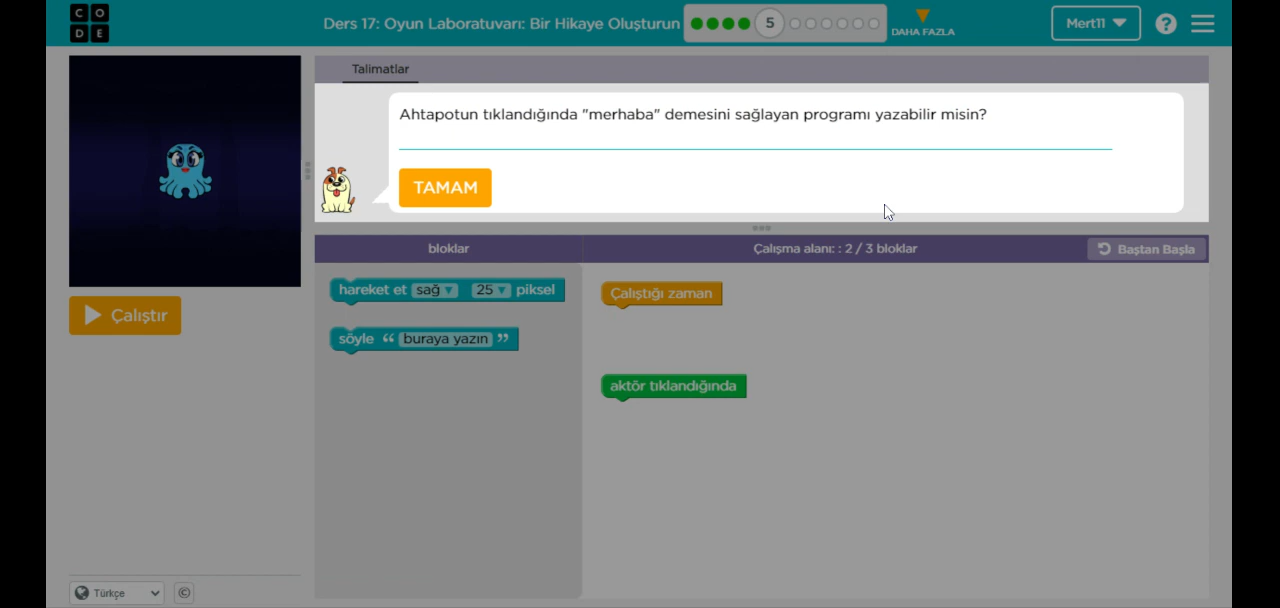 C O
D E
Ders 17: Oyun Laboratuvarı: Bir Hikaye Oluşturun
5
DAHA FAZLA
Mert11
?
Talimatlar
Ahtapotun tıklandığında "merhaba" demesini sağlayan programı yazabilir misin?
TAMAM
bloklar
Çalışma alanı: : 2 / 3 bloklar
Baştan Başla
hareket et sağ 25 piksel
söyle “ buraya yazın ”
Çalıştığı zaman
aktör tıklandığında
Çalıştır
Türkçe
©